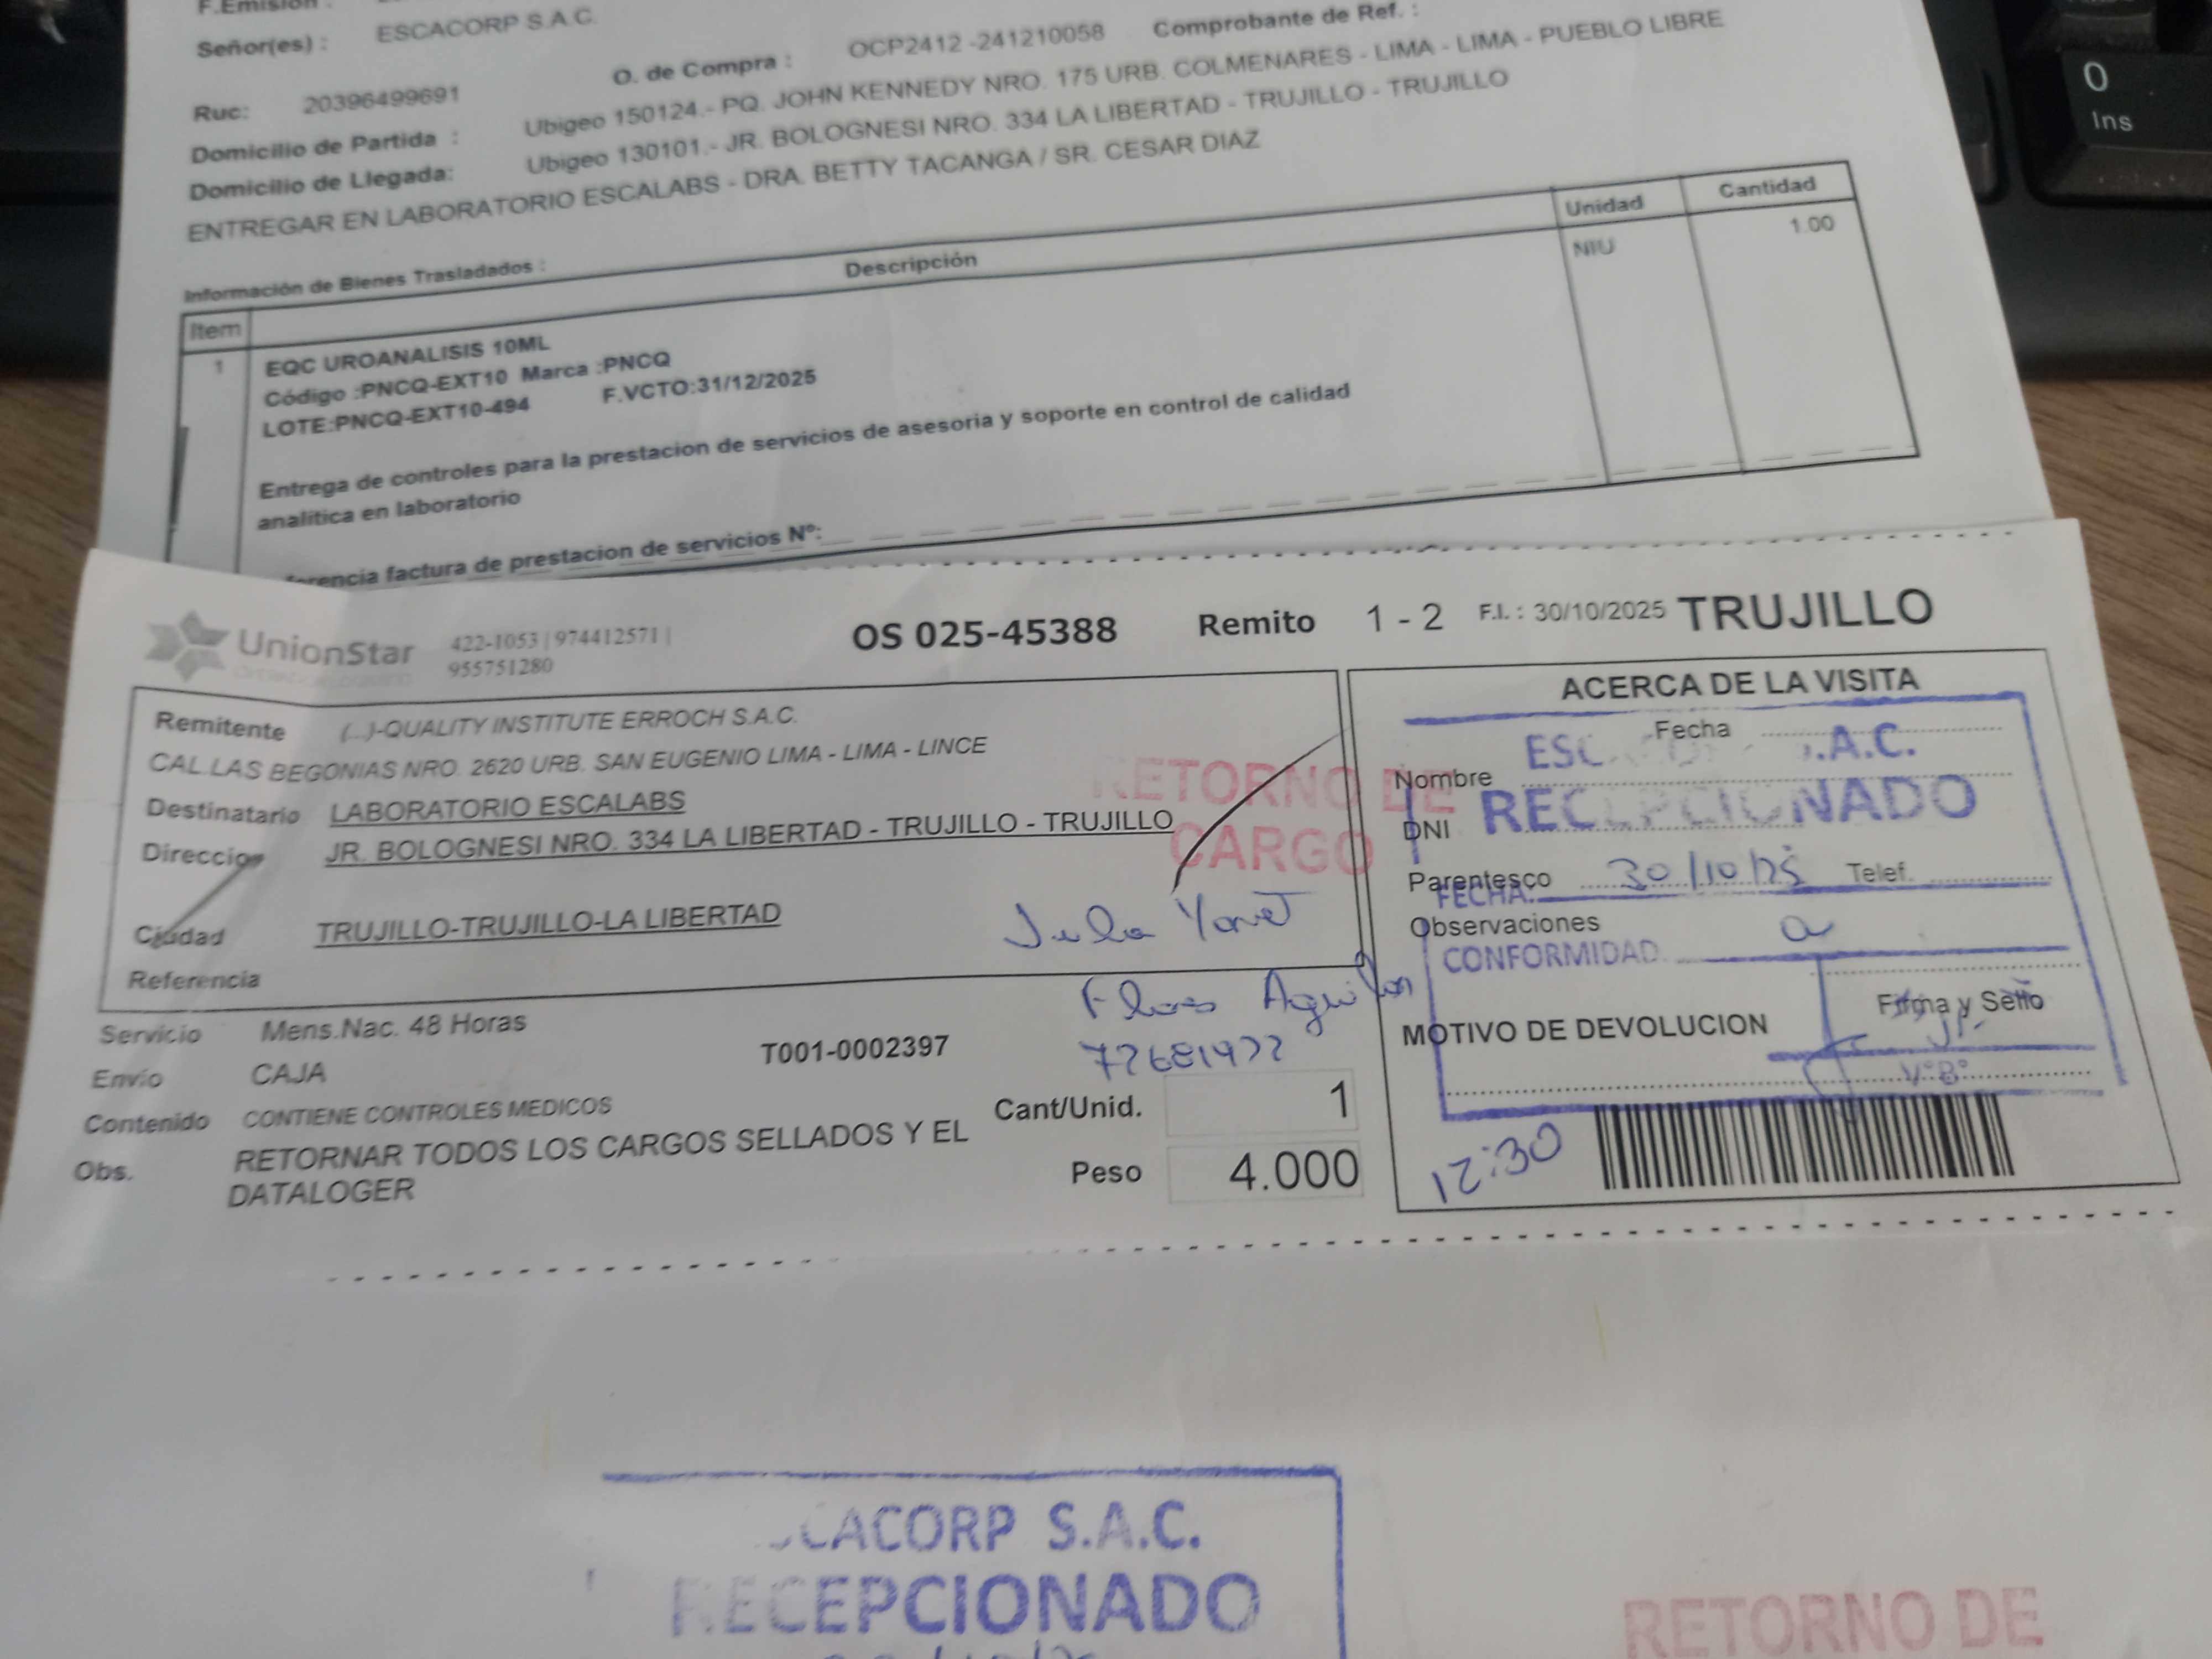 F.Emisión :
Señor(es) : ESCACORP S.A.C.
O. de Compra : OCP2412 -241210058 Comprobante de Ref. :
Ruc: 20396499691
Domicilio de Partida : Ubigeo 150124.- PQ. JOHN KENNEDY NRO. 175 URB. COLMENARES - LIMA - LIMA - PUEBLO LIBRE
Domicilio de Llegada: Ubigeo 130101.- JR. BOLOGNESI NRO. 334 LA LIBERTAD - TRUJILLO - TRUJILLO
ENTREGAR EN LABORATORIO ESCALABS - DRA. BETTY TACANGA / SR. CESAR DIAZ
Información de Bienes Trasladados :
Item Descripción Unidad Cantidad
1 EQC UROANALISIS 10ML NIU 1.00
Código :PNCQ-EXT10 Marca :PNCQ
LOTE:PNCQ-EXT10-494 F.VCTO:31/12/2025
Entrega de controles para la prestacion de servicios de asesoria y soporte en control de calidad
analitica en laboratorio
erencia factura de prestacion de servicios Nº:
UnionStar 422-1053 | 974412571 |
955751280
OS 025-45388 Remito 1 - 2 F.I. : 30/10/2025 TRUJILLO
Remitente (...)-QUALITY INSTITUTE ERROCH S.A.C.
CAL.LAS BEGONIAS NRO. 2620 URB. SAN EUGENIO LIMA - LIMA - LINCE
Destinatario LABORATORIO ESCALABS
Direccion JR. BOLOGNESI NRO. 334 LA LIBERTAD - TRUJILLO - TRUJILLO
Ciudad TRUJILLO-TRUJILLO-LA LIBERTAD
Referencia
RETORNO DE
CARGO
Flores Aguilar
Servicio Mens.Nac. 48 Horas
Envío CAJA
T001-0002397
Contenido CONTIENE CONTROLES MEDICOS
Obs. RETORNAR TODOS LOS CARGOS SELLADOS Y EL
DATALOGER
Cant/Unid. 1
Peso 4.000
ACERCA DE LA VISITA
Fecha
ESC S.A.C.
Nombre
RECEPCIONADO
DNI
Parentesco 30/10/25 Telef.
FECHA:
Observaciones
CONFORMIDAD
MOTIVO DE DEVOLUCION
Firma y Sello
V°B°
12:30
CACORP S.A.C.
RECEPCIONADO
RETORNO DE